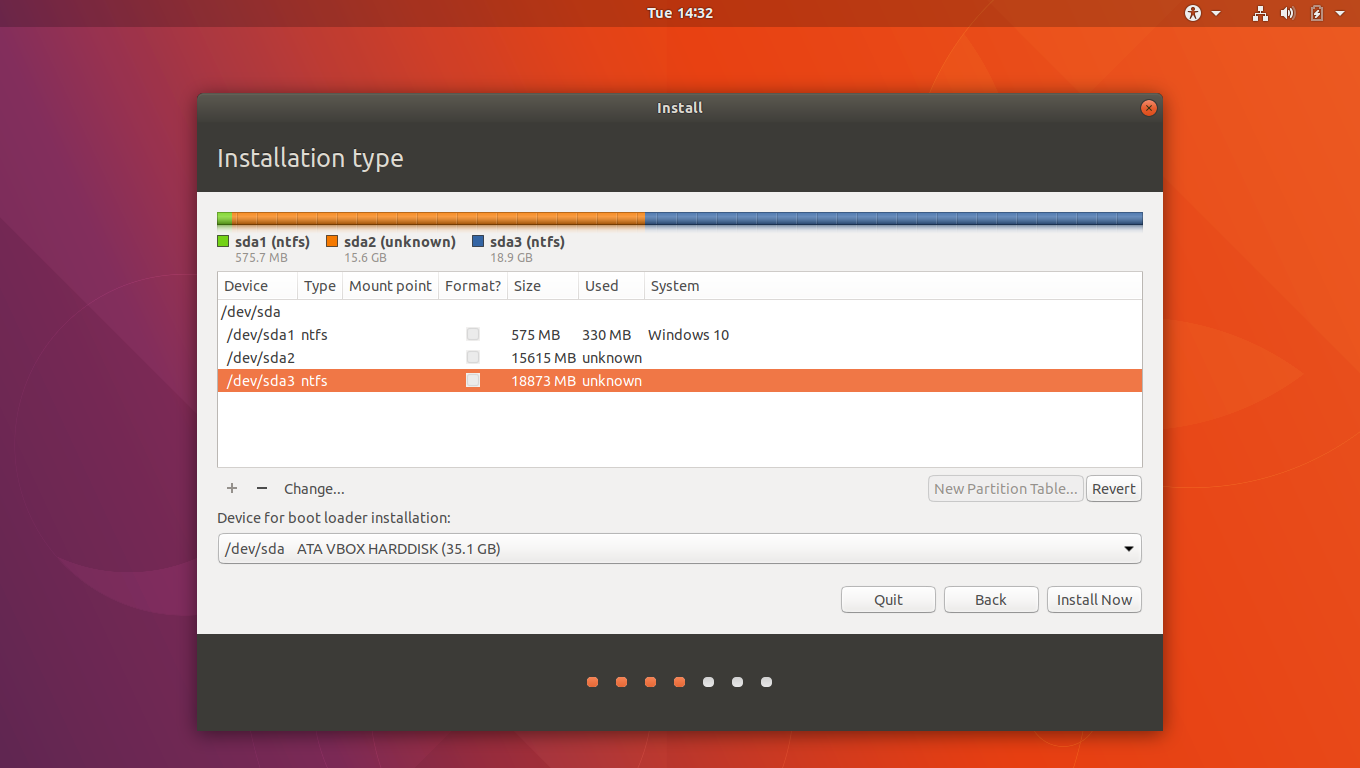 Tue 14:32
Install
Installation type
sda1 (ntfs) sda2 (unknown) sda3 (ntfs)
575.7 MB 15.6 GB 18.9 GB
Device Type Mount point Format? Size Used System
/dev/sda
/dev/sda1 ntfs 575 MB 330 MB Windows 10
/dev/sda2 15615 MB unknown
/dev/sda3 ntfs 18873 MB unknown
+ − Change... New Partition Table... Revert
Device for boot loader installation:
/dev/sda ATA VBOX HARDDISK (35.1 GB)
Quit Back Install Now